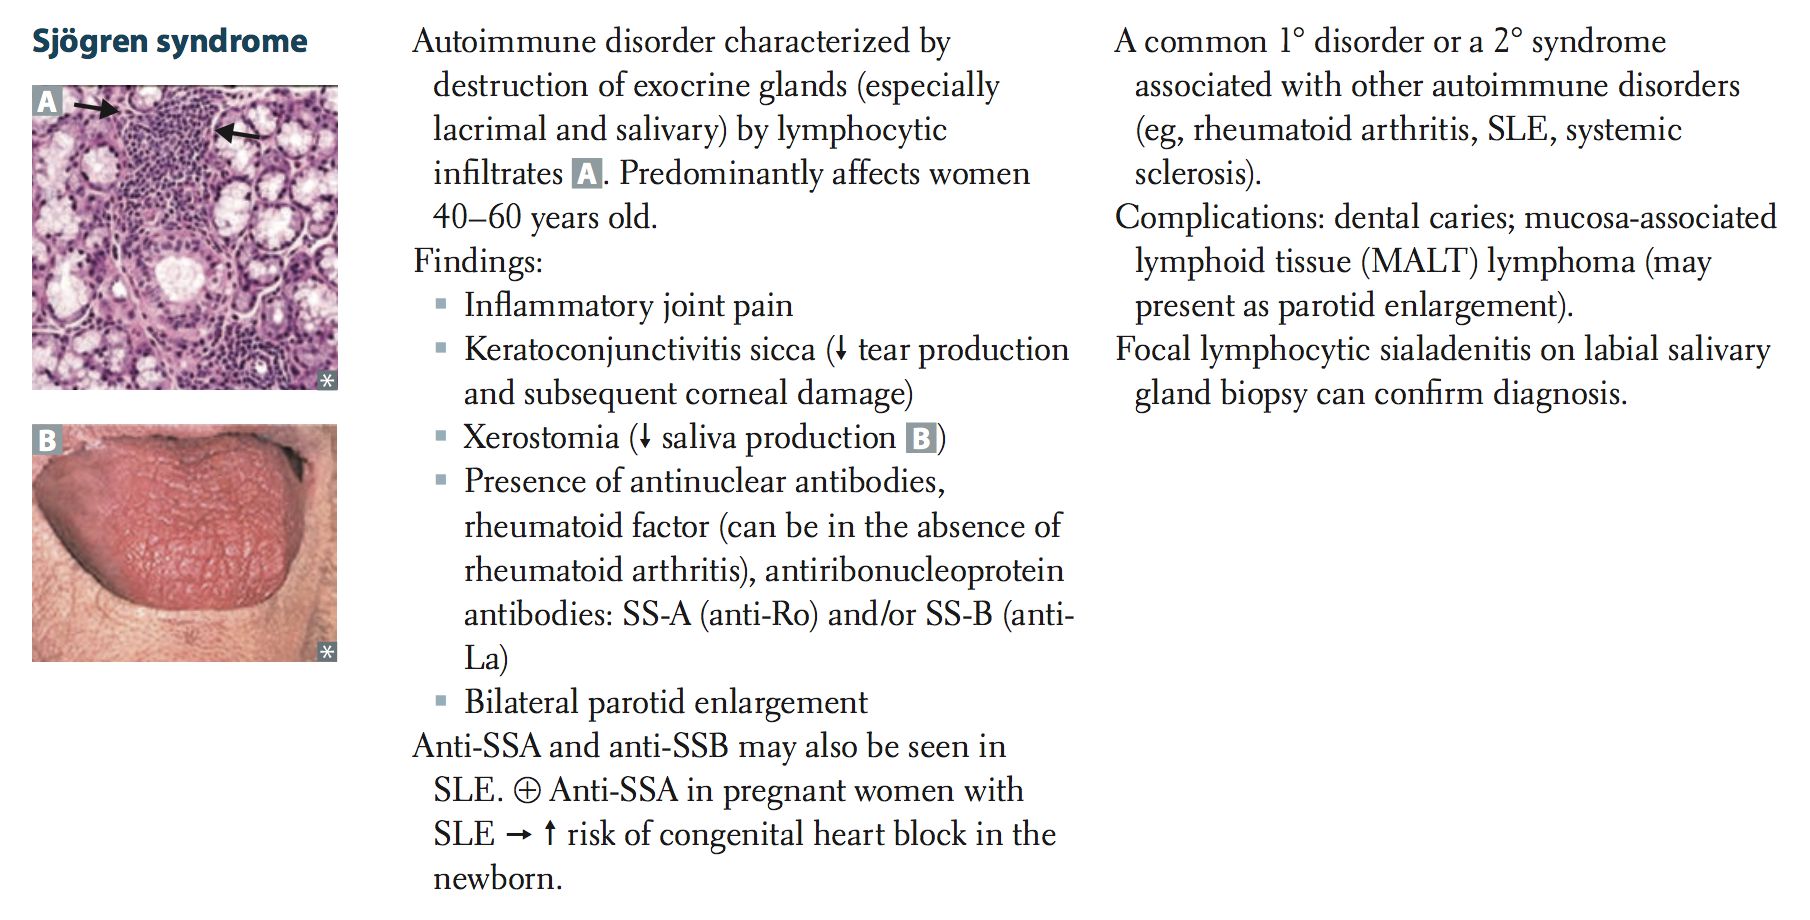 Sjögren syndrome
A
*
B
*
Autoimmune disorder characterized by
destruction of exocrine glands (especially
lacrimal and salivary) by lymphocytic
infiltrates A. Predominantly affects women
40–60 years old.
Findings:
▪ Inflammatory joint pain
▪ Keratoconjunctivitis sicca (↓ tear production
and subsequent corneal damage)
▪ Xerostomia (↓ saliva production B)
▪ Presence of antinuclear antibodies,
rheumatoid factor (can be in the absence of
rheumatoid arthritis), antiribonucleoprotein
antibodies: SS-A (anti-Ro) and/or SS-B (anti-
La)
▪ Bilateral parotid enlargement
Anti-SSA and anti-SSB may also be seen in
SLE. ⊕ Anti-SSA in pregnant women with
SLE → ↑ risk of congenital heart block in the
newborn.
A common 1° disorder or a 2° syndrome
associated with other autoimmune disorders
(eg, rheumatoid arthritis, SLE, systemic
sclerosis).
Complications: dental caries; mucosa-associated
lymphoid tissue (MALT) lymphoma (may
present as parotid enlargement).
Focal lymphocytic sialadenitis on labial salivary
gland biopsy can confirm diagnosis.